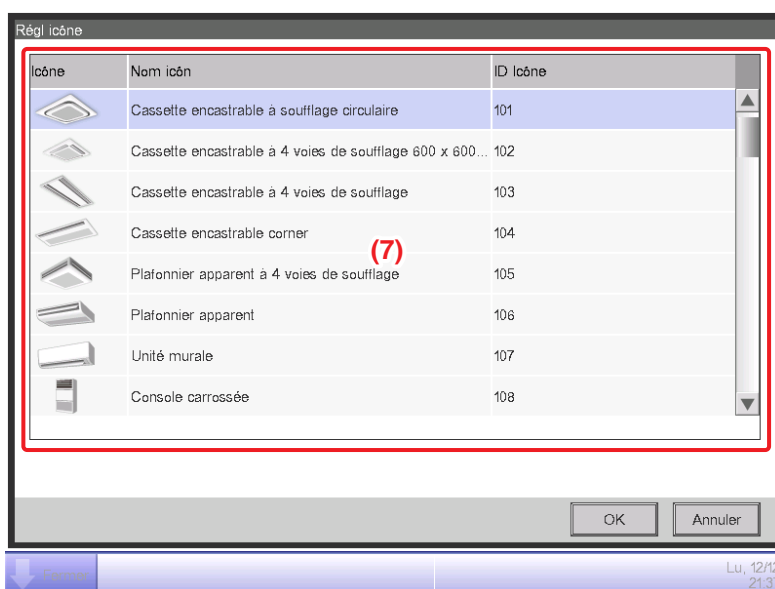 Régl icône
Icône Nom icôn ID Icône
Cassette encastrable à soufflage circulaire 101
Cassette encastrable à 4 voies de soufflage 600 x 600... 102
Cassette encastrable à 4 voies de soufflage 103
Cassette encastrable corner 104
(7)
Plafonnier apparent à 4 voies de soufflage 105
Plafonnier apparent 106
Unité murale 107
Console carrossée 108
OK Annuler
Lu, 12/12
21:3